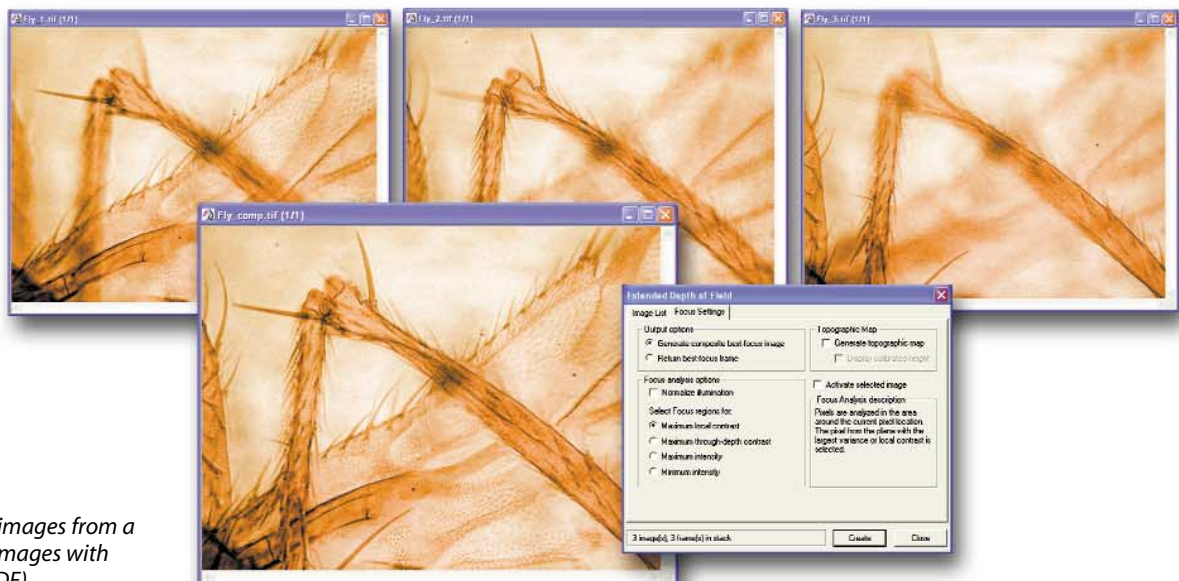 Fly_1.tif (1/1)
Fly_2.tif (1/1)
Fly_3.tif (1/1)
Fly_comp.tif (1/1)
Extended Depth of Field
Image List Focus Settings
Output options
Generate composite best focus image
Return best focus frame
Topographic Map
Generate topographic map
Display calibrated height
Focus analysis options
Normalize illumination
Select Focus regions for:
Maximum local contrast
Maximum through-depth contrast
Maximum intensity
Minimum intensity
Activate selected image
Focus Analysis description
Pixels are analyzed in the area
around the current pixel location.
The pixel from the plane with the
largest variance or local contrast is
selected.
3 image(s), 3 frame(s) in stack
Create
Close
images from a
mages with
DF)